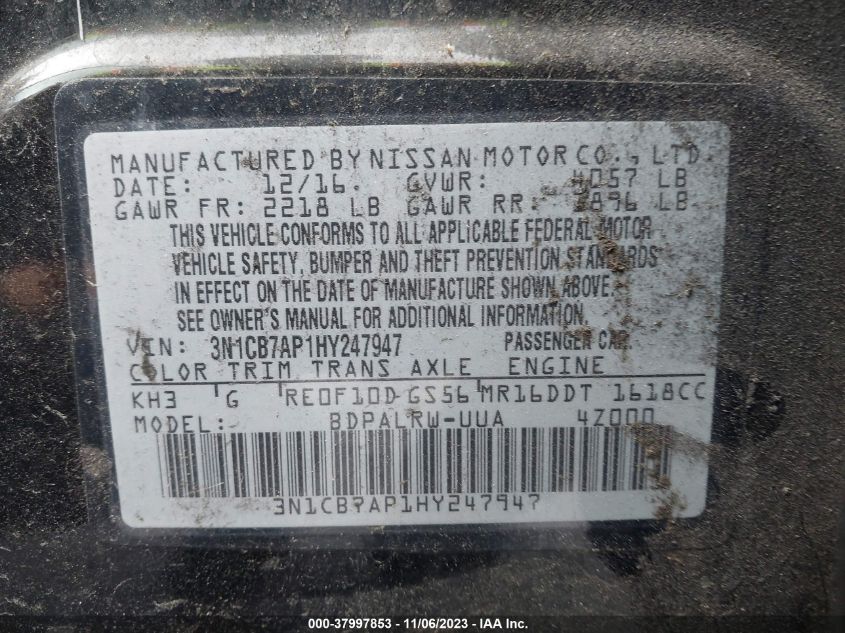 MANUFACTURED BY NISSAN MOTOR CO., LTD.
DATE: 12/16. GVWR: 4057 LB
GAWR FR: 2218 LB GAWR RR: 1896 LB
THIS VEHICLE CONFORMS TO ALL APPLICABLE FEDERAL MOTOR
VEHICLE SAFETY, BUMPER AND THEFT PREVENTION STANDARDS
IN EFFECT ON THE DATE OF MANUFACTURE SHOWN ABOVE.
SEE OWNER'S MANUAL FOR ADDITIONAL INFORMATION.
VIN: 3N1CB7AP1HY247947 PASSENGER CAR.
COLOR TRIM TRANS AXLE ENGINE
KH3 G RE0F10D-GS56 MR16DDT 1618CC
MODEL: BDPALRW-UUA 4Z000
3N1CB7AP1HY247947
000-37997853 11/06/2023 IAA, Inc.